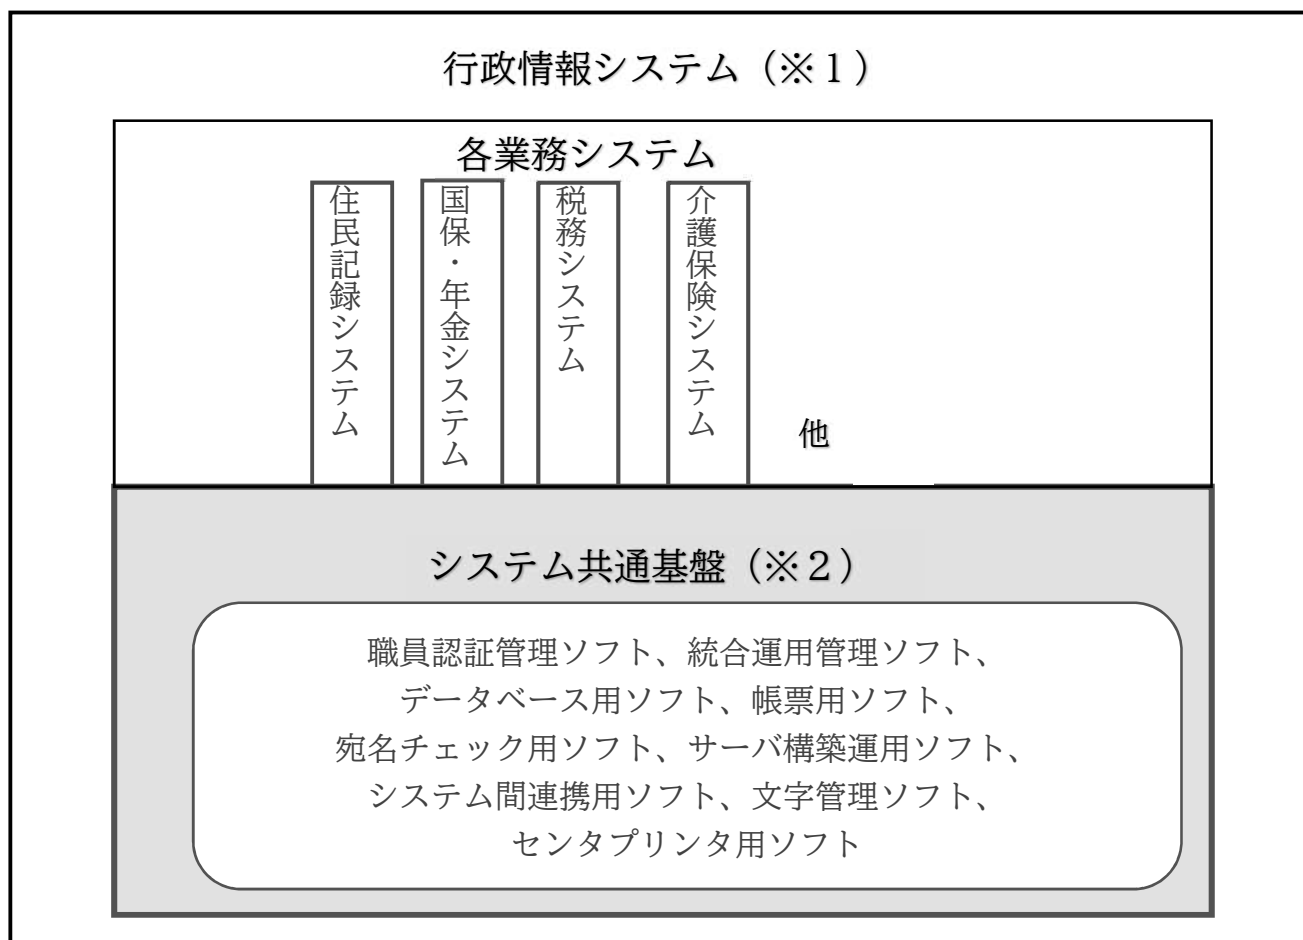 行政情報システム（※１）
各業務システム
住民記録システム
国保・年金システム
税務システム
介護保険システム
他
システム共通基盤（※２）
職員認証管理ソフト、統合運用管理ソフト、
データベース用ソフト、帳票用ソフト、
宛名チェック用ソフト、サーバ構築運用ソフト、
システム間連携用ソフト、文字管理ソフト、
センタプリンタ用ソフト